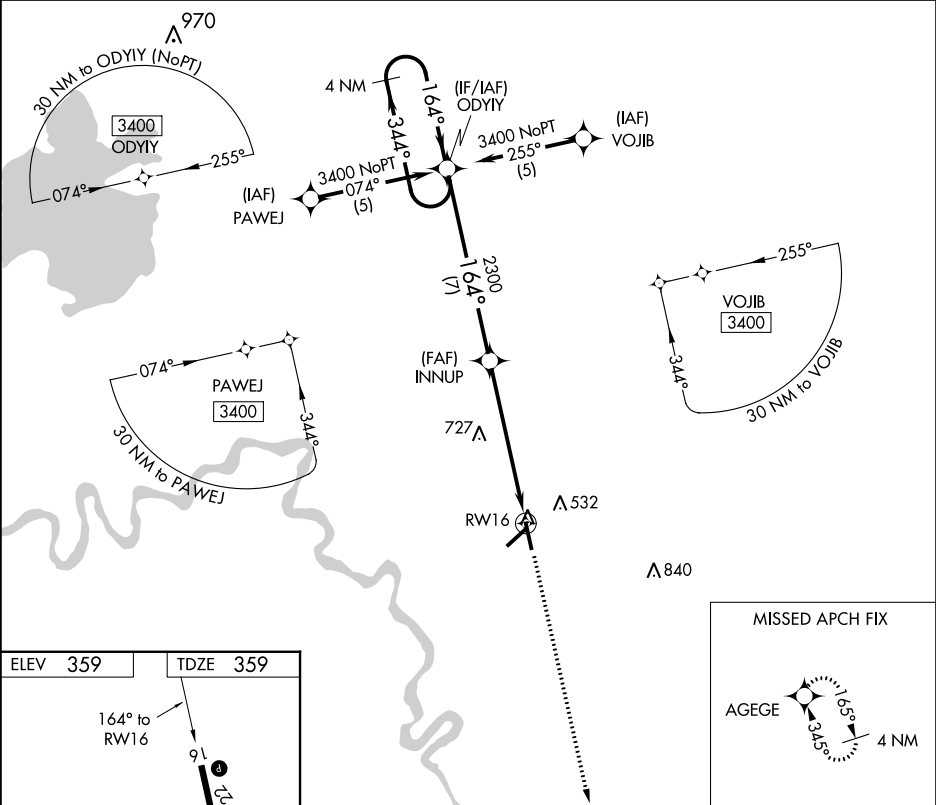 970
30 NM to ODYIY (NoPT)
3400
ODYIY
074°
255°
4 NM
344°
164°
(IF/IAF)
ODYIY
3400 NoPT
255°
(5)
(IAF)
VOJIB
3400 NoPT
074°
(5)
(IAF)
PAWEJ
2300
164°
(7)
255°
VOJIB
3400
344°
30 NM to VOJIB
074°
PAWEJ
3400
344°
30 NM to PAWEJ
(FAF)
INNUP
727
532
RW16
840
MISSED APCH FIX
AGEGE
165°
345°
4 NM
ELEV 359
TDZE 359
164° to
RW16
16
P
22